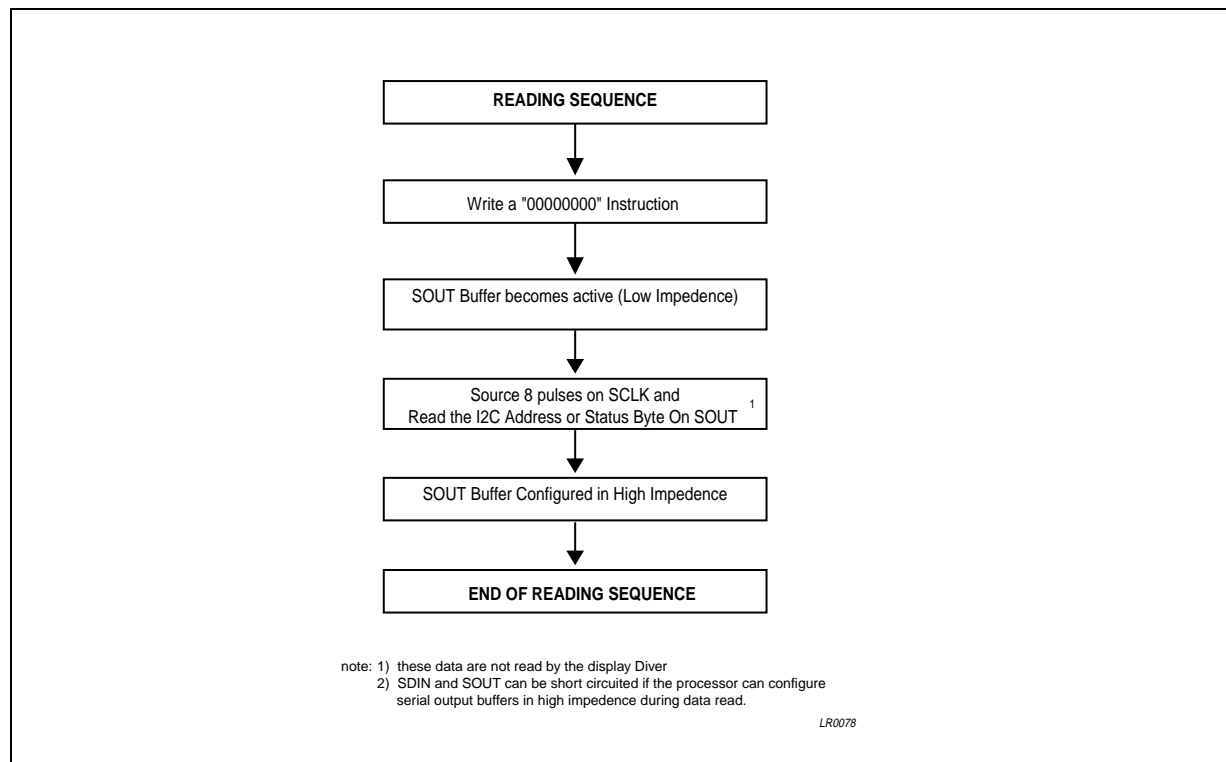 READING SEQUENCE
Write a "00000000" Instruction
SOUT Buffer becomes active (Low Impedence)
Source 8 pulses on SCLK and
Read the I2C Address or Status Byte On SOUT 1
SOUT Buffer Configured in High Impedence
END OF READING SEQUENCE
note: 1) these data are not read by the display Diver
2) SDIN and SOUT can be short circuited if the processor can configure
serial output buffers in high impedence during data read.
LR0078